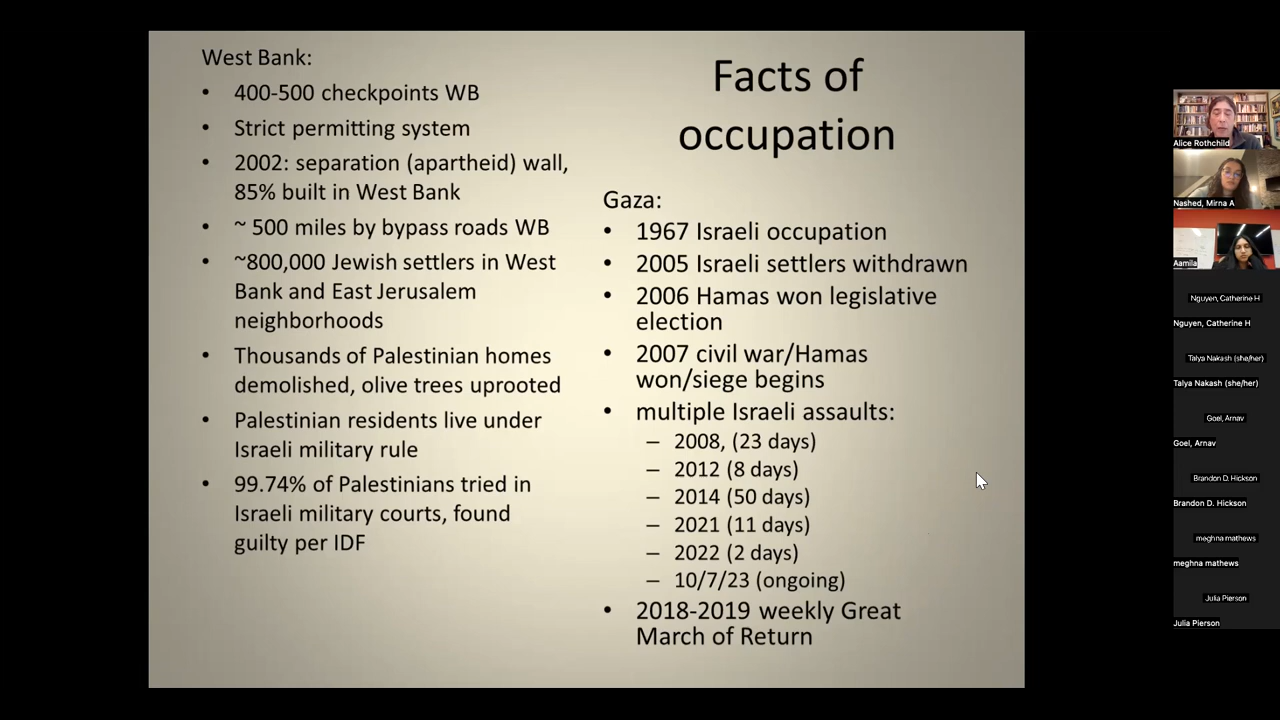 West Bank:
• 400-500 checkpoints WB
• Strict permitting system
• 2002: separation (apartheid) wall,
85% built in West Bank
• ~ 500 miles by bypass roads WB
• ~800,000 Jewish settlers in West
Bank and East Jerusalem
neighborhoods
• Thousands of Palestinian homes
demolished, olive trees uprooted
• Palestinian residents live under
Israeli military rule
• 99.74% of Palestinians tried in
Israeli military courts, found
guilty per IDF
Facts of
occupation
Gaza:
• 1967 Israeli occupation
• 2005 Israeli settlers withdrawn
• 2006 Hamas won legislative
election
• 2007 civil war/Hamas
won/siege begins
• multiple Israeli assaults:
– 2008, (23 days)
– 2012 (8 days)
– 2014 (50 days)
– 2021 (11 days)
– 2022 (2 days)
– 10/7/23 (ongoing)
• 2018-2019 weekly Great
March of Return
Alice Rothchild
Nashed, Mirna A
Aamila
Nguyen, Catherine H
Nguyen, Catherine H
Talya Nakash (she/her)
Talya Nakash (she/her)
Goel, Arnav
Goel, Arnav
Brandon D. Hickson
Brandon D. Hickson
meghna mathews
meghna mathews
Julia Pierson
Julia Pierson